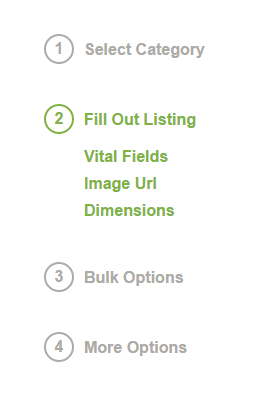 1 Select Category
2 Fill Out Listing
Vital Fields
Image Url
Dimensions
3 Bulk Options
4 More Options